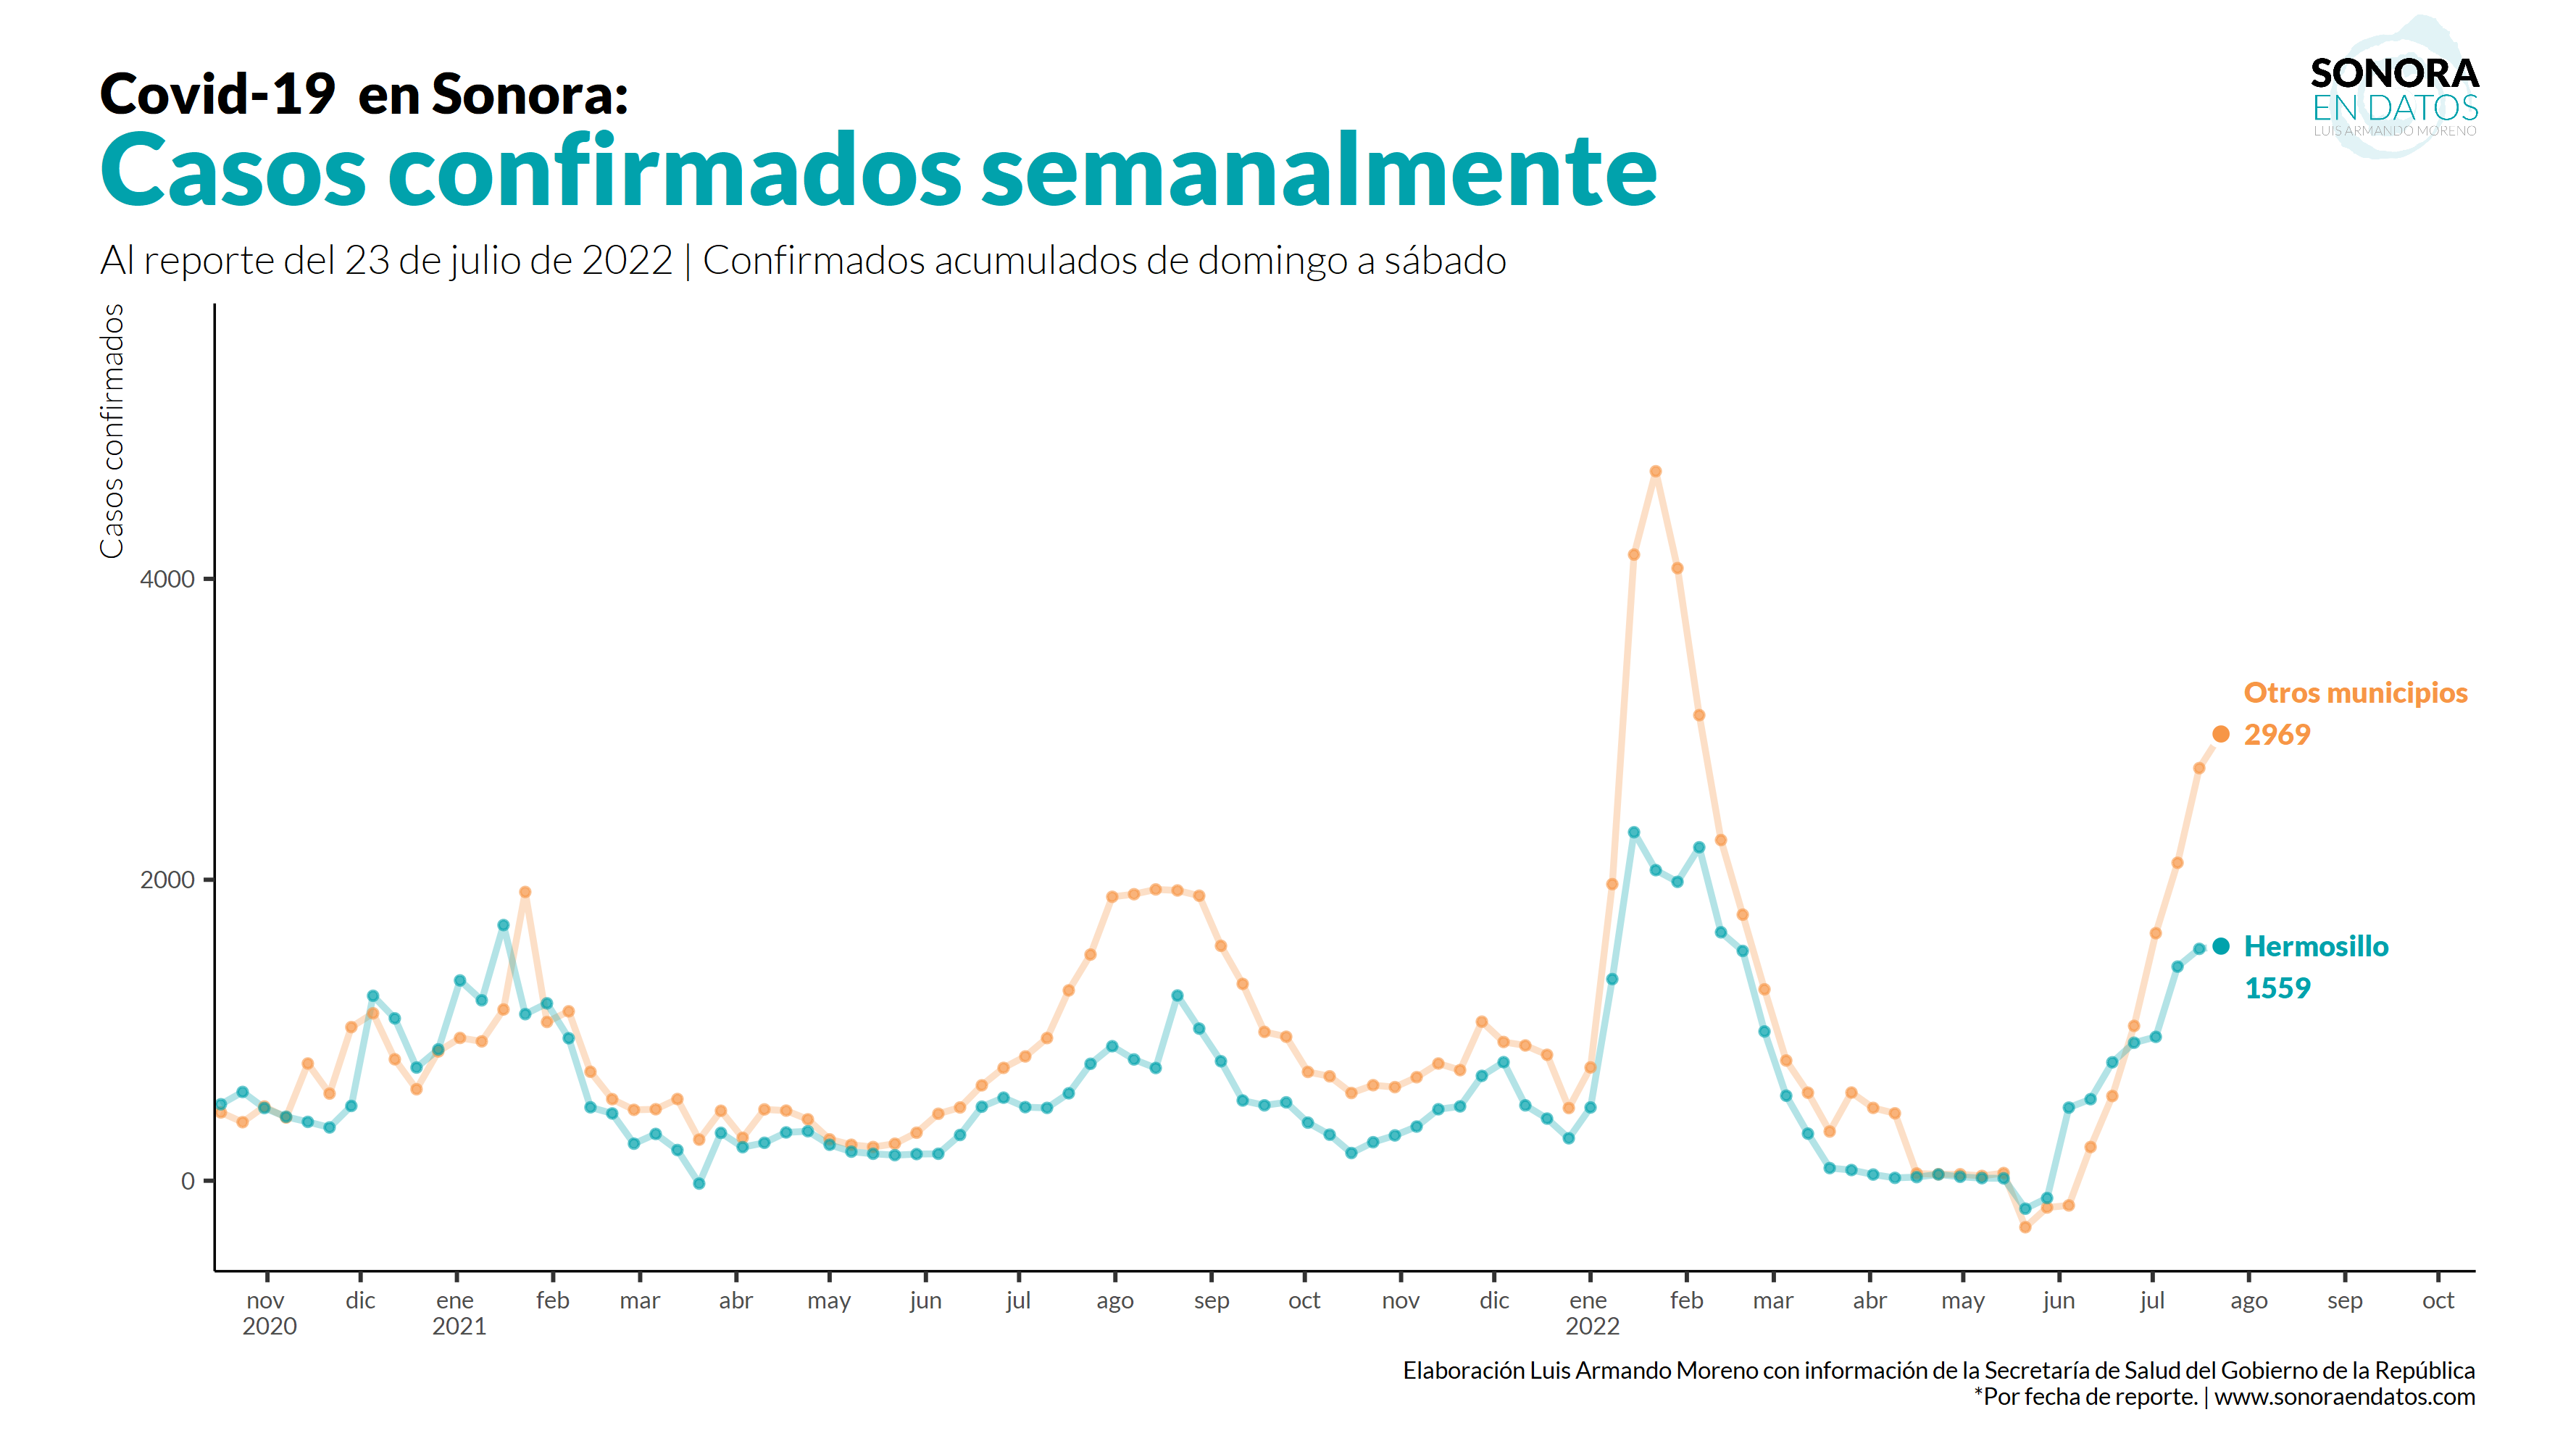 Covid-19 en Sonora:
Casos confirmados semanalmente
Al reporte del 23 de julio de 2022 | Confirmados acumulados de domingo a sábado
SONORA
EN DATOS
LUIS ARMANDO MORENO
Casos confirmados
4000
2000
0
Otros municipios
2969
Hermosillo
1559
nov dic ene feb mar abr may jun jul ago sep oct nov dic ene feb mar abr may jun jul ago sep oct
2020 2021 2022
Elaboración Luis Armando Moreno con información de la Secretaría de Salud del Gobierno de la República
*Por fecha de reporte. | www.sonoraendatos.com